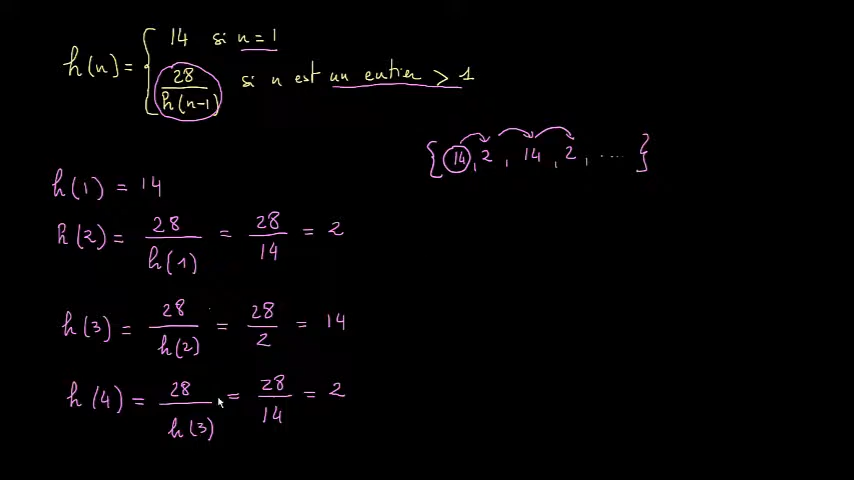 h(n) = { 14 si n = 1
28/h(n-1) si n est un entier > 1
{ 14, 2, 14, 2, .... }
h(1) = 14
h(2) = 28/h(1) = 28/14 = 2
h(3) = 28/h(2) = 28/2 = 14
h(4) = 28/h(3) = 28/14 = 2